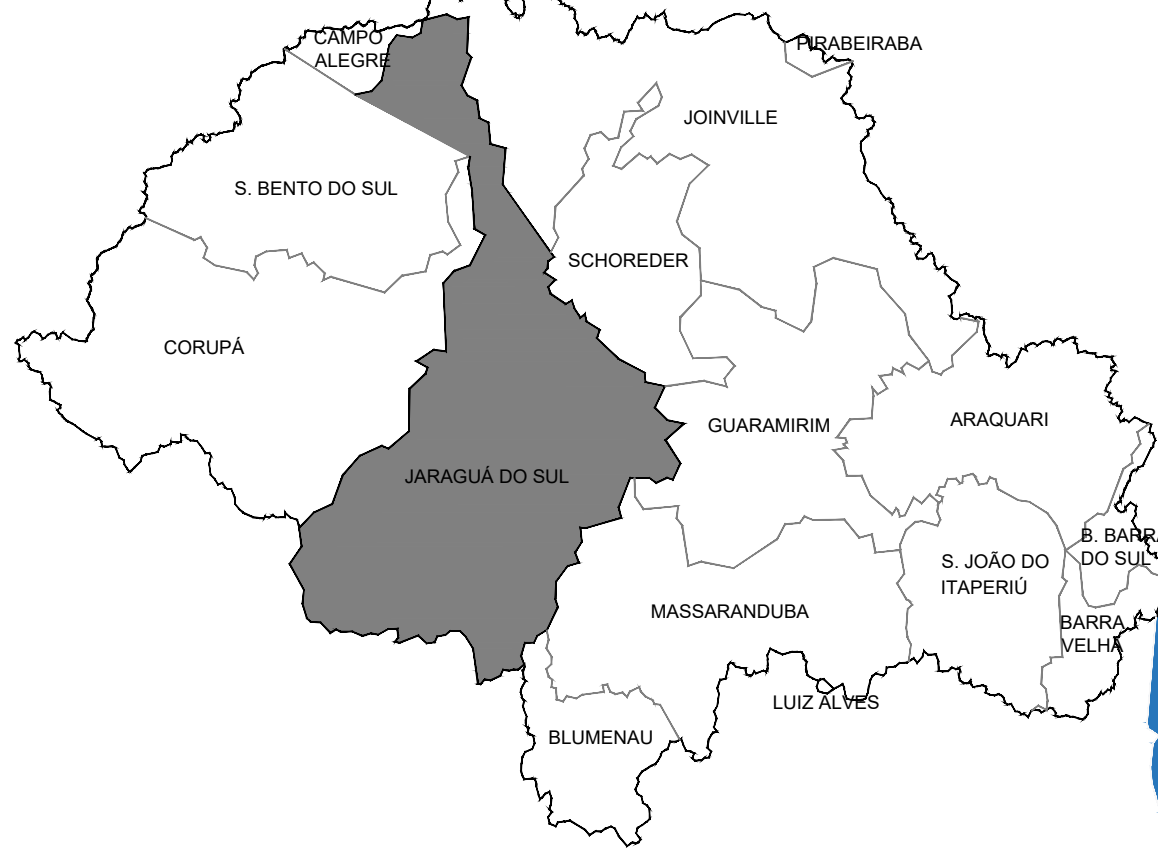 CAMPO
ALEGRE
PIRABEIRABA
JOINVILLE
S. BENTO DO SUL
SCHOREDER
CORUPÁ
GUARAMIRIM
ARAQUARI
JARAGUÁ DO SUL
B. BARRA
DO SUL
S. JOÃO DO
ITAPERIÚ
MASSARANDUBA
BARRA
VELHA
LUIZ ALVES
BLUMENAU